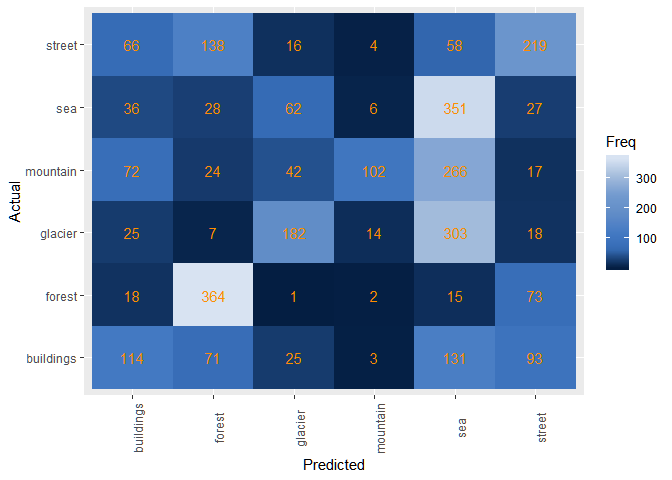 street 66 138 16 4 58 219
sea 36 28 62 6 351 27
mountain 72 24 42 102 266 17
glacier 25 7 182 14 303 18
forest 18 364 1 2 15 73
buildings 114 71 25 3 131 93
buildings forest glacier mountain sea street
Predicted
Actual
Freq
300
200
100